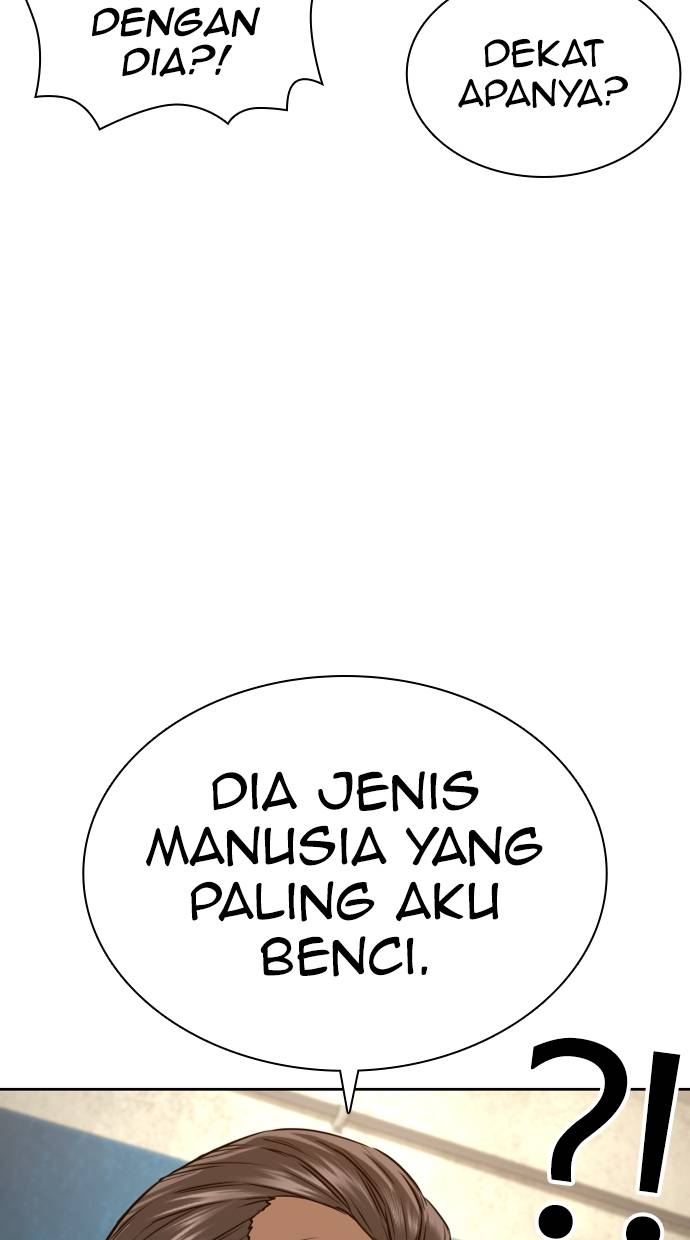 DENGAN
DIA?!
DEKAT
APANYA?
DIA JENIS
MANUSIA YANG
PALING AKU
BENCI.
?!